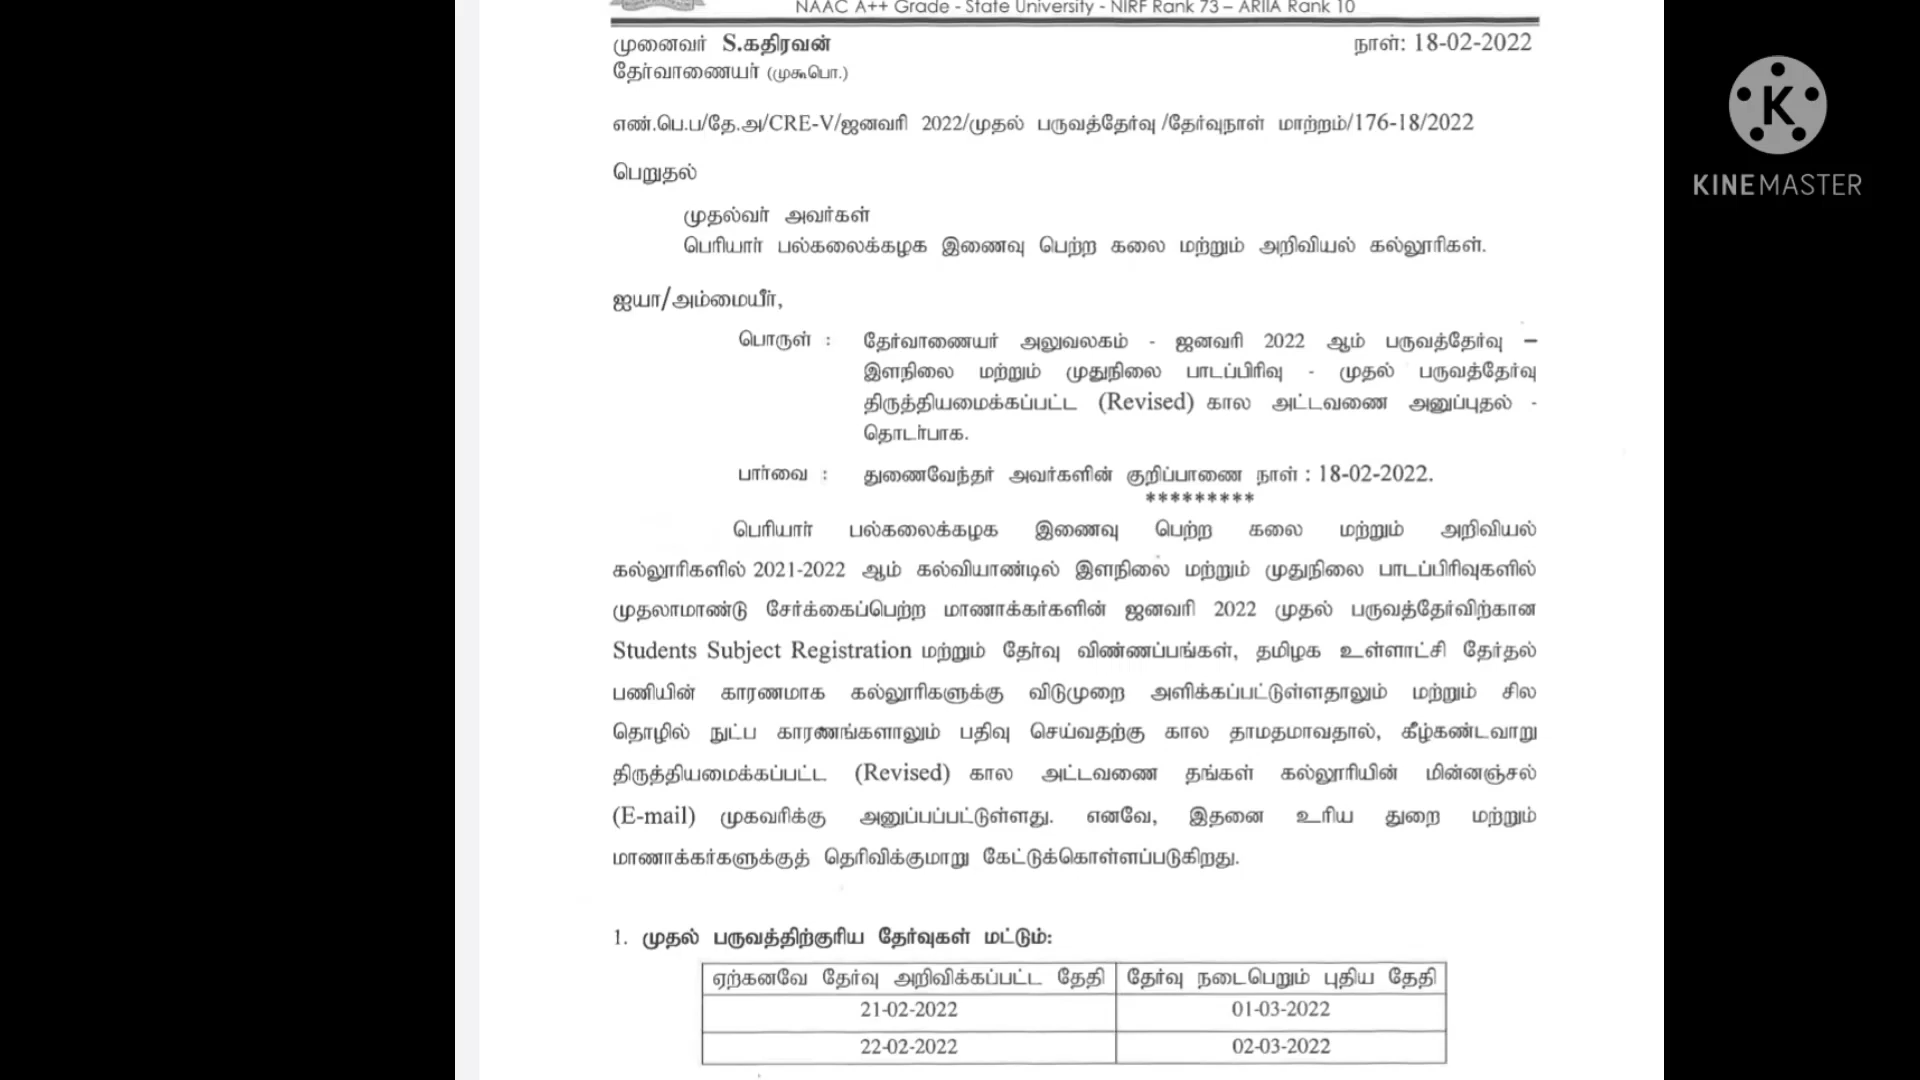 NAAC A++ Grade - State University - NIRF Rank 73 – ARIIA Rank 10
முனைவர் S.கதிரவன் நாள்: 18-02-2022
தேர்வாணையர் (முகூபொ.)
எண்.பெ.ப/தே.அ/CRE-V/ஜனவரி 2022/முதல் பருவத்தேர்வு /தேர்வுநாள் மாற்றம்/176-18/2022
பெறுதல்
முதல்வர் அவர்கள்
பெரியார் பல்கலைக்கழக இணைவு பெற்ற கலை மற்றும் அறிவியல் கல்லூரிகள்.
ஐயா/அம்மையீர்,
பொருள் : தேர்வாணையர் அலுவலகம் - ஜனவரி 2022 ஆம் பருவத்தேர்வு –
இளநிலை மற்றும் முதுநிலை பாடப்பிரிவு - முதல் பருவத்தேர்வு
திருத்தியமைக்கப்பட்ட (Revised) கால அட்டவணை அனுப்புதல் -
தொடர்பாக.
பார்வை : துணைவேந்தர் அவர்களின் குறிப்பாணை நாள் : 18-02-2022.
*********
பெரியார் பல்கலைக்கழக இணைவு பெற்ற கலை மற்றும் அறிவியல்
கல்லூரிகளில் 2021-2022 ஆம் கல்வியாண்டில் இளநிலை மற்றும் முதுநிலை பாடப்பிரிவுகளில்
முதலாமாண்டு சேர்க்கைப்பெற்ற மாணாக்கர்களின் ஜனவரி 2022 முதல் பருவத்தேர்விற்கான
Students Subject Registration மற்றும் தேர்வு விண்ணப்பங்கள், தமிழக உள்ளாட்சி தேர்தல்
பணியின் காரணமாக கல்லூரிகளுக்கு விடுமுறை அளிக்கப்பட்டுள்ளதாலும் மற்றும் சில
தொழில் நுட்ப காரணங்களாலும் பதிவு செய்வதற்கு கால தாமதமாவதால், கீழ்கண்டவாறு
திருத்தியமைக்கப்பட்ட (Revised) கால அட்டவணை தங்கள் கல்லூரியின் மின்னஞ்சல்
(E-mail) முகவரிக்கு அனுப்பப்பட்டுள்ளது. எனவே, இதனை உரிய துறை மற்றும்
மாணாக்கர்களுக்குத் தெரிவிக்குமாறு கேட்டுக்கொள்ளப்படுகிறது.
1. முதல் பருவத்திற்குரிய தேர்வுகள் மட்டும்:
ஏற்கனவே தேர்வு அறிவிக்கப்பட்ட தேதி தேர்வு நடைபெறும் புதிய தேதி
21-02-2022 01-03-2022
22-02-2022 02-03-2022
K
KINEMASTER